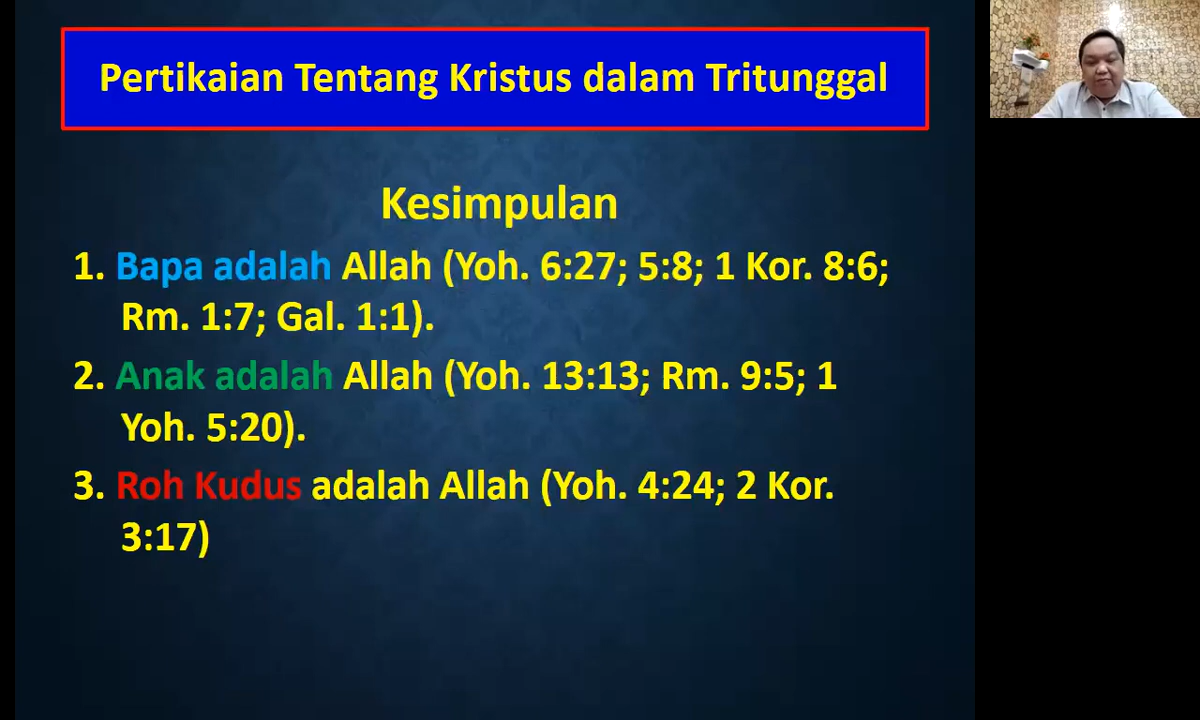 Pertikaian Tentang Kristus dalam Tritunggal
Kesimpulan
1. Bapa adalah Allah (Yoh. 6:27; 5:8; 1 Kor. 8:6;
Rm. 1:7; Gal. 1:1).
2. Anak adalah Allah (Yoh. 13:13; Rm. 9:5; 1
Yoh. 5:20).
3. Roh Kudus adalah Allah (Yoh. 4:24; 2 Kor.
3:17)